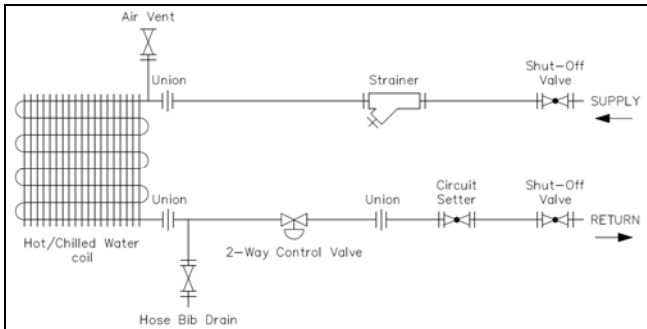 Air Vent
Union
Strainer
Shut-Off
Valve
SUPPLY
Union
Union
Circuit
Setter
Shut-Off
Valve
RETURN
Hot/Chilled Water
coil
2-Way Control Valve
Hose Bib Drain